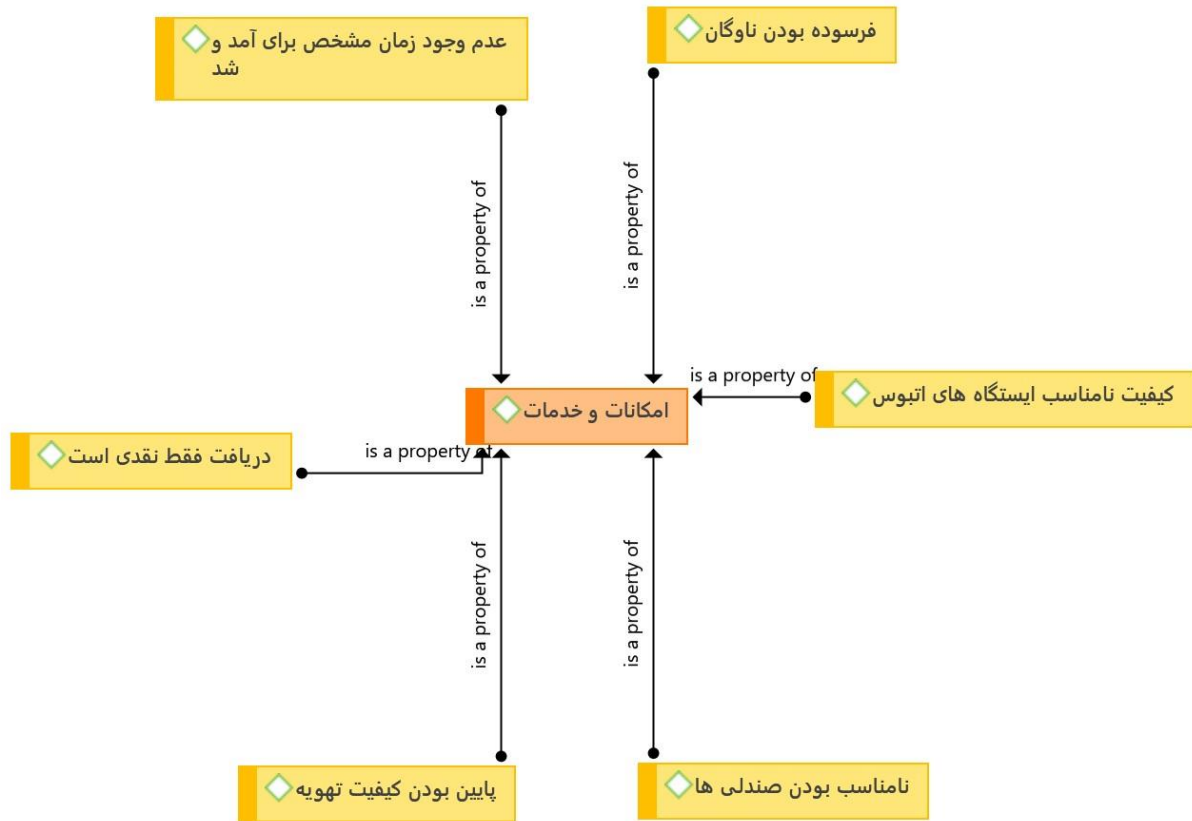 عدم وجود زمان مشخص برای آمد و
شد
فرسوده بودن ناوگان
is a property of
is a property of
is a property of
کیفیت نامناسب ایستگاه های اتبوس
امکانات و خدمات
دریافت فقط نقدی است
is a property of
is a property of
is a property of
پایین بودن کیفیت تهویه
نامناسب بودن صندلی ها